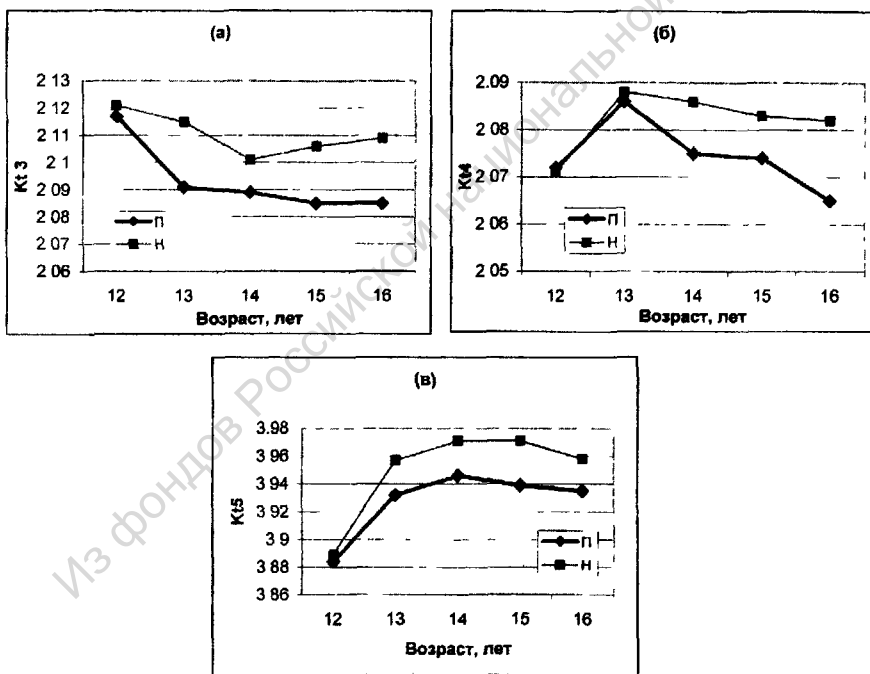 (а)
2 13
2 12
2 11
2 1
2 09
2 08
2 07
2 06
Kt 3
П
Н
12 13 14 15 16
Возраст, лет
(б)
2.09
2 08
2 07
2 06
2 05
Kt4
П
Н
12 13 14 15 16
Возраст, лет
(в)
3.98
3 96
3.94
3 92
3 9
3 88
3 86
Kt5
П
Н
12 13 14 15 16
Возраст, лет
Из фондов Российской национальной